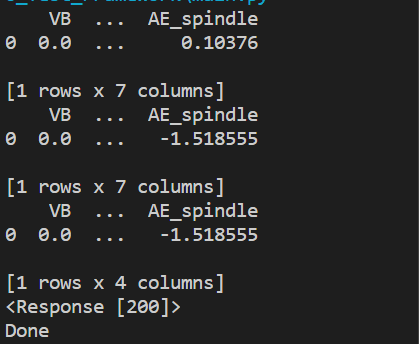 VB ... AE_spindle
0 0.0 ... 0.10376
[1 rows x 7 columns]
VB ... AE_spindle
0 0.0 ... -1.518555
[1 rows x 7 columns]
VB ... AE_spindle
0 0.0 ... -1.518555
[1 rows x 4 columns]
<Response [200]>
Done